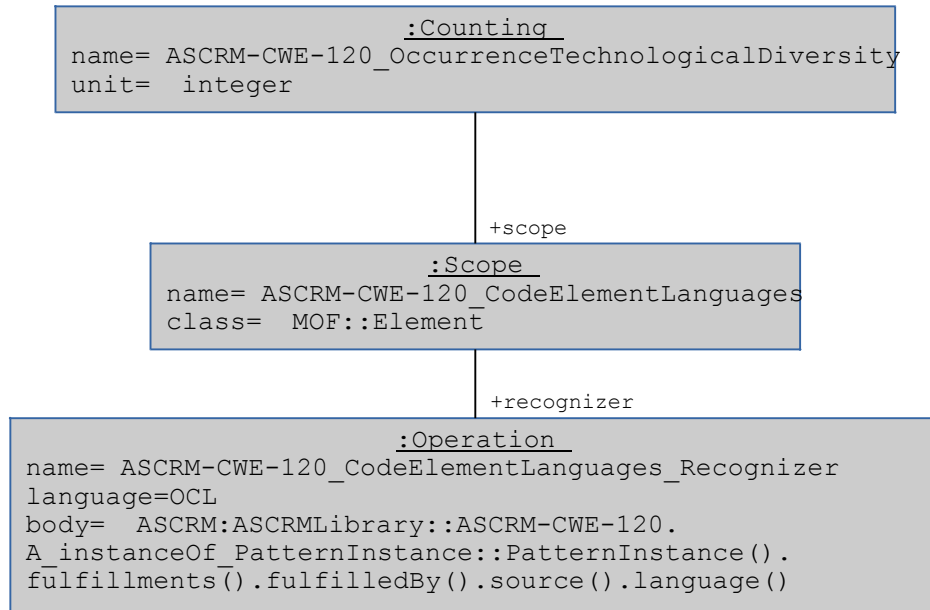 :Counting
name= ASCRM-CWE-120_OccurrenceTechnologicalDiversity
unit=  integer
+scope
:Scope
name= ASCRM-CWE-120_CodeElementLanguages
class=  MOF::Element
+recognizer
:Operation
name= ASCRM-CWE-120_CodeElementLanguages_Recognizer
language=OCL
body=  ASCRM:ASCRMLibrary::ASCRM-CWE-120.
A_instanceOf_PatternInstance::PatternInstance().
fulfillments().fulfilledBy().source().language()